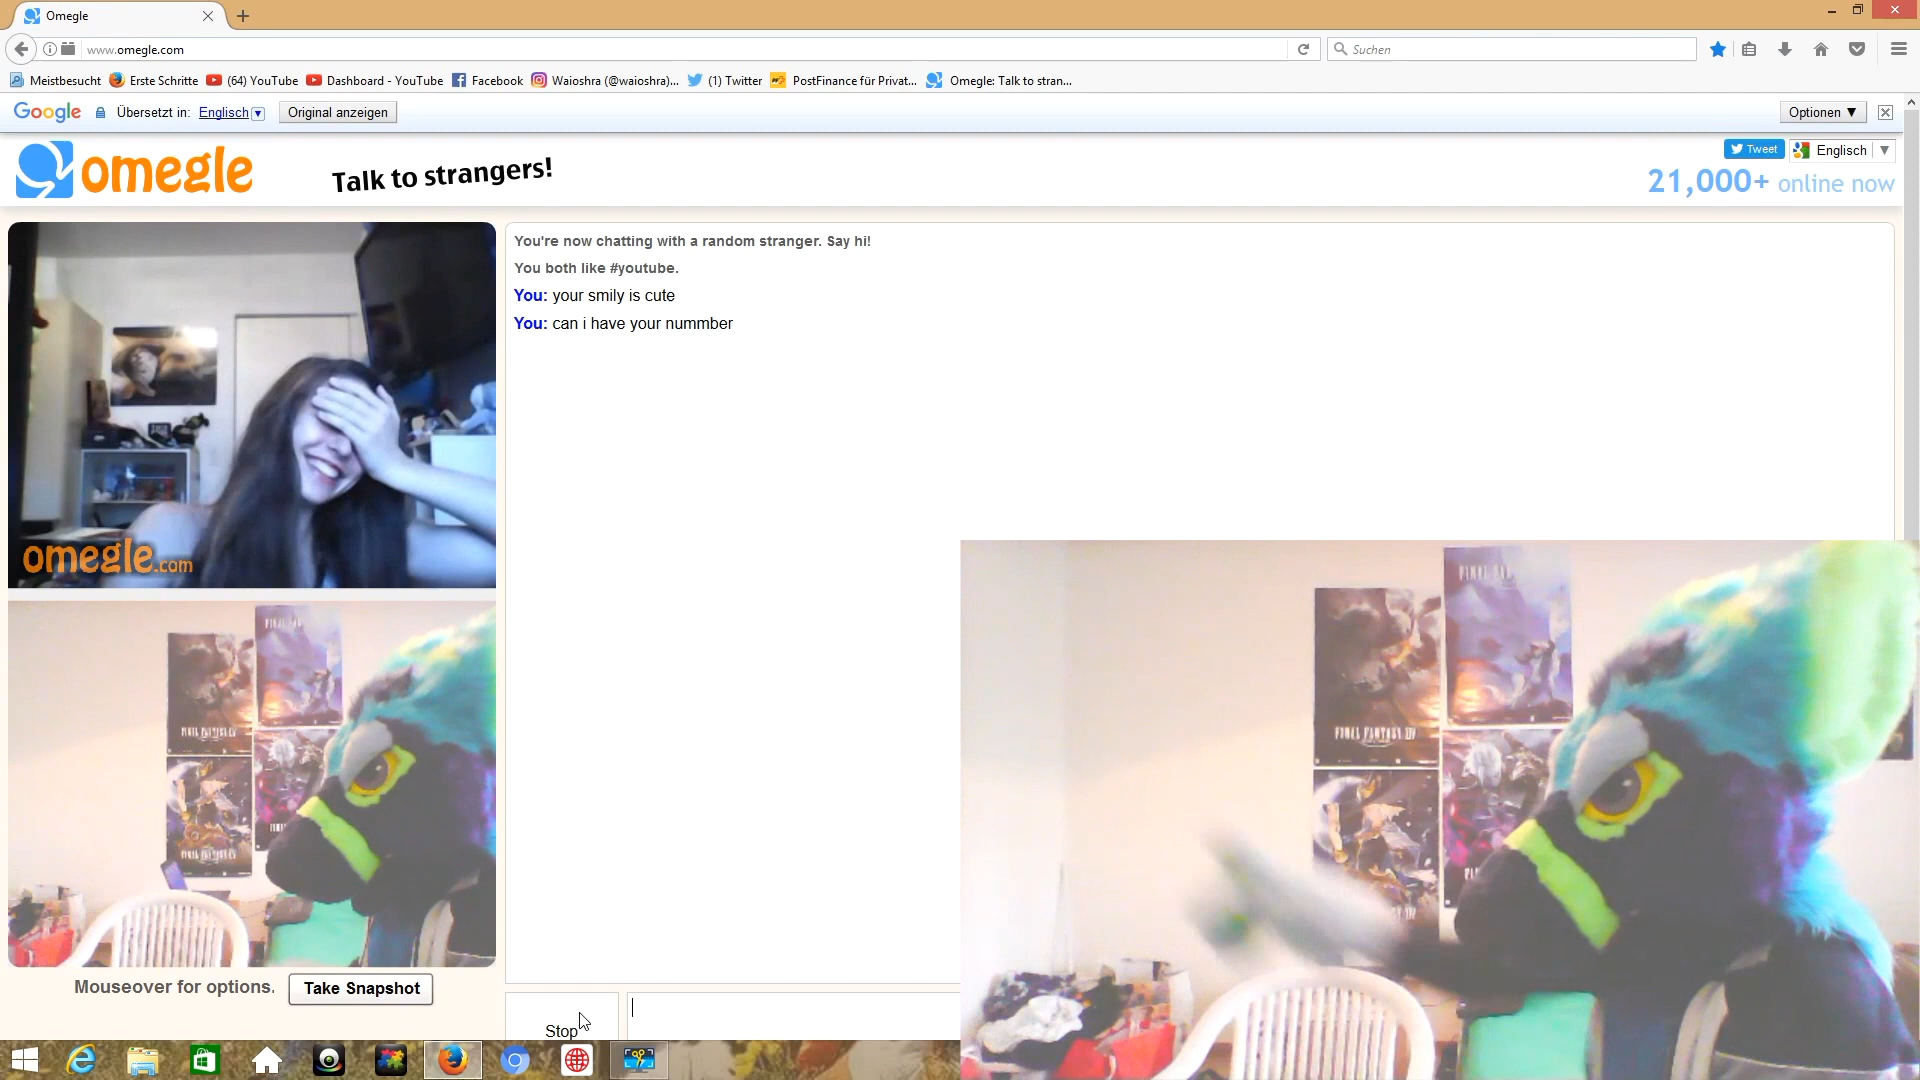 Omegle
www.omegle.com
Suchen
Meistbesucht Erste Schritte (64) YouTube Dashboard - YouTube Facebook Waioshra (@waioshra)... (1) Twitter PostFinance für Privat... Omegle: Talk to stran...
Google Übersetzt in: Englisch Original anzeigen Optionen ▼
omegle Talk to strangers!
Tweet Englisch
21,000+ online now
You're now chatting with a random stranger. Say hi!
You both like #youtube.
You: your smily is cute
You: can i have your nummber
omegle.com
FINAL FANTASY XIV
Mouseover for options. Take Snapshot
Stop